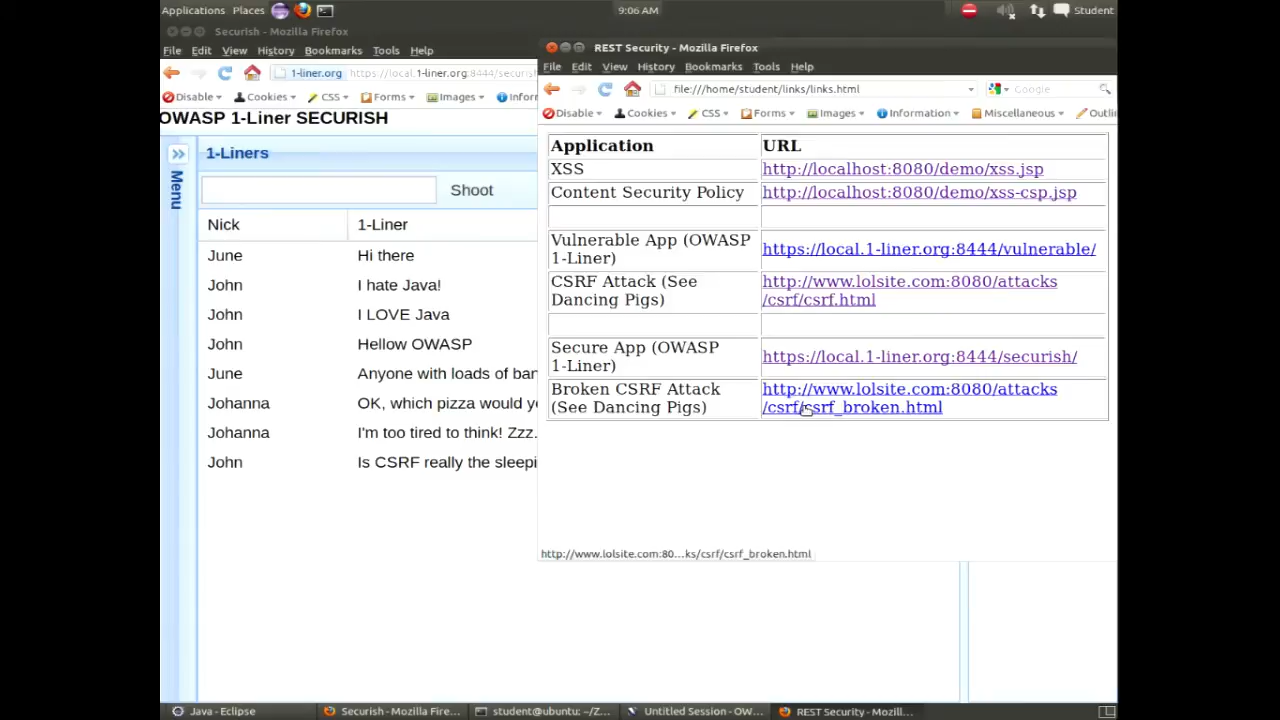 Applications Places 9:06 AM Student
Securish - Mozilla Firefox
File Edit View History Bookmarks Tools Help
1-liner.org https://local.1-liner.org:8444/securish
Disable Cookies CSS Forms Images Infor
OWASP 1-Liner SECURISH
Menu
1-Liners
Shoot
Nick 1-Liner
June Hi there
John I hate Java!
John I LOVE Java
John Hellow OWASP
June Anyone with loads of ban
Johanna OK, which pizza would yo
Johanna I'm too tired to think! Zzz.
John Is CSRF really the sleepi
REST Security - Mozilla Firefox
File Edit View History Bookmarks Tools Help
file:///home/student/links/links.html Google
Disable Cookies CSS Forms Images Information Miscellaneous Outlin
Application URL
XSS http://localhost:8080/demo/xss.jsp
Content Security Policy http://localhost:8080/demo/xss-csp.jsp
Vulnerable App (OWASP
1-Liner) https://local.1-liner.org:8444/vulnerable/
CSRF Attack (See http://www.lolsite.com:8080/attacks
Dancing Pigs) /csrf/csrf.html
Secure App (OWASP
1-Liner) https://local.1-liner.org:8444/securish/
Broken CSRF Attack http://www.lolsite.com:8080/attacks
(See Dancing Pigs) /csrf/csrf_broken.html
http://www.lolsite.com:80...ks/csrf/csrf_broken.html
Java - Eclipse Securish - Mozilla Fire... student@ubuntu: ~/Z... Untitled Session - OW... REST Security - Mozill...